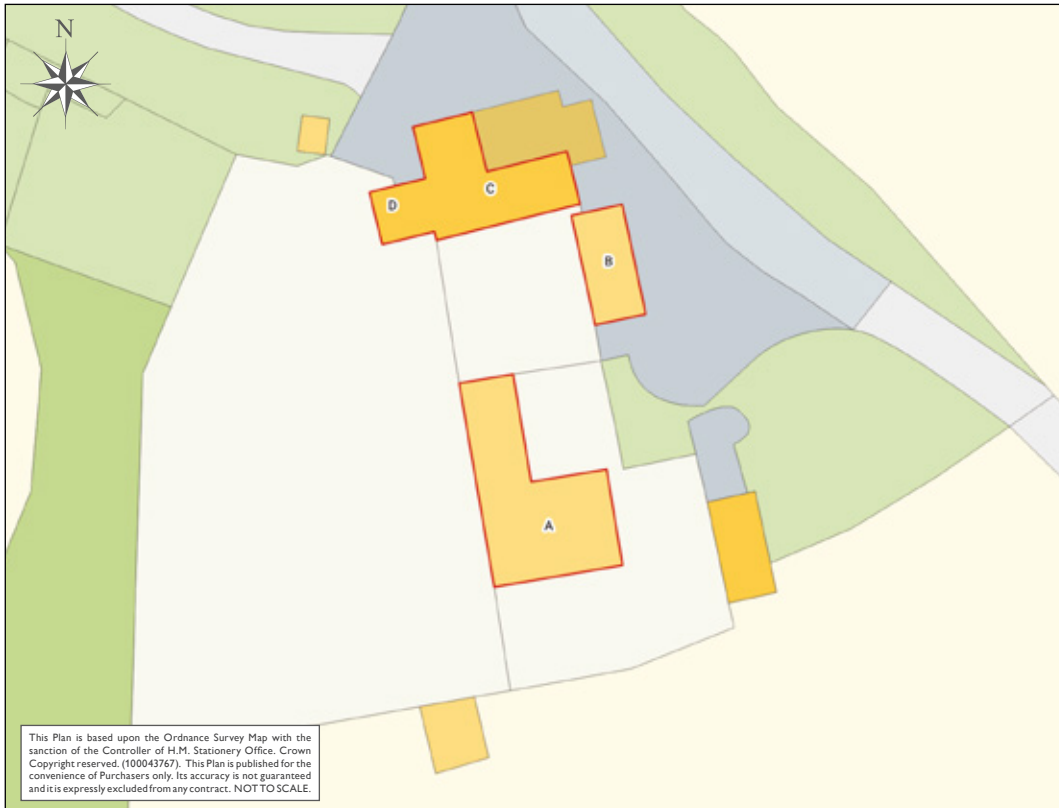 N
D
C
B
A
This Plan is based upon the Ordnance Survey Map with the
sanction of the Controller of H.M. Stationery Office. Crown
Copyright reserved. (100043767). This Plan is published for the
convenience of Purchasers only. Its accuracy is not guaranteed
and it is expressly excluded from any contract. NOT TO SCALE.